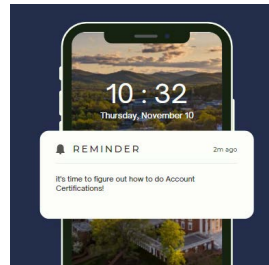 10 : 32
Thursday, November 10
REMINDER
2m ago
it's time to figure out how to do Account
Certifications!